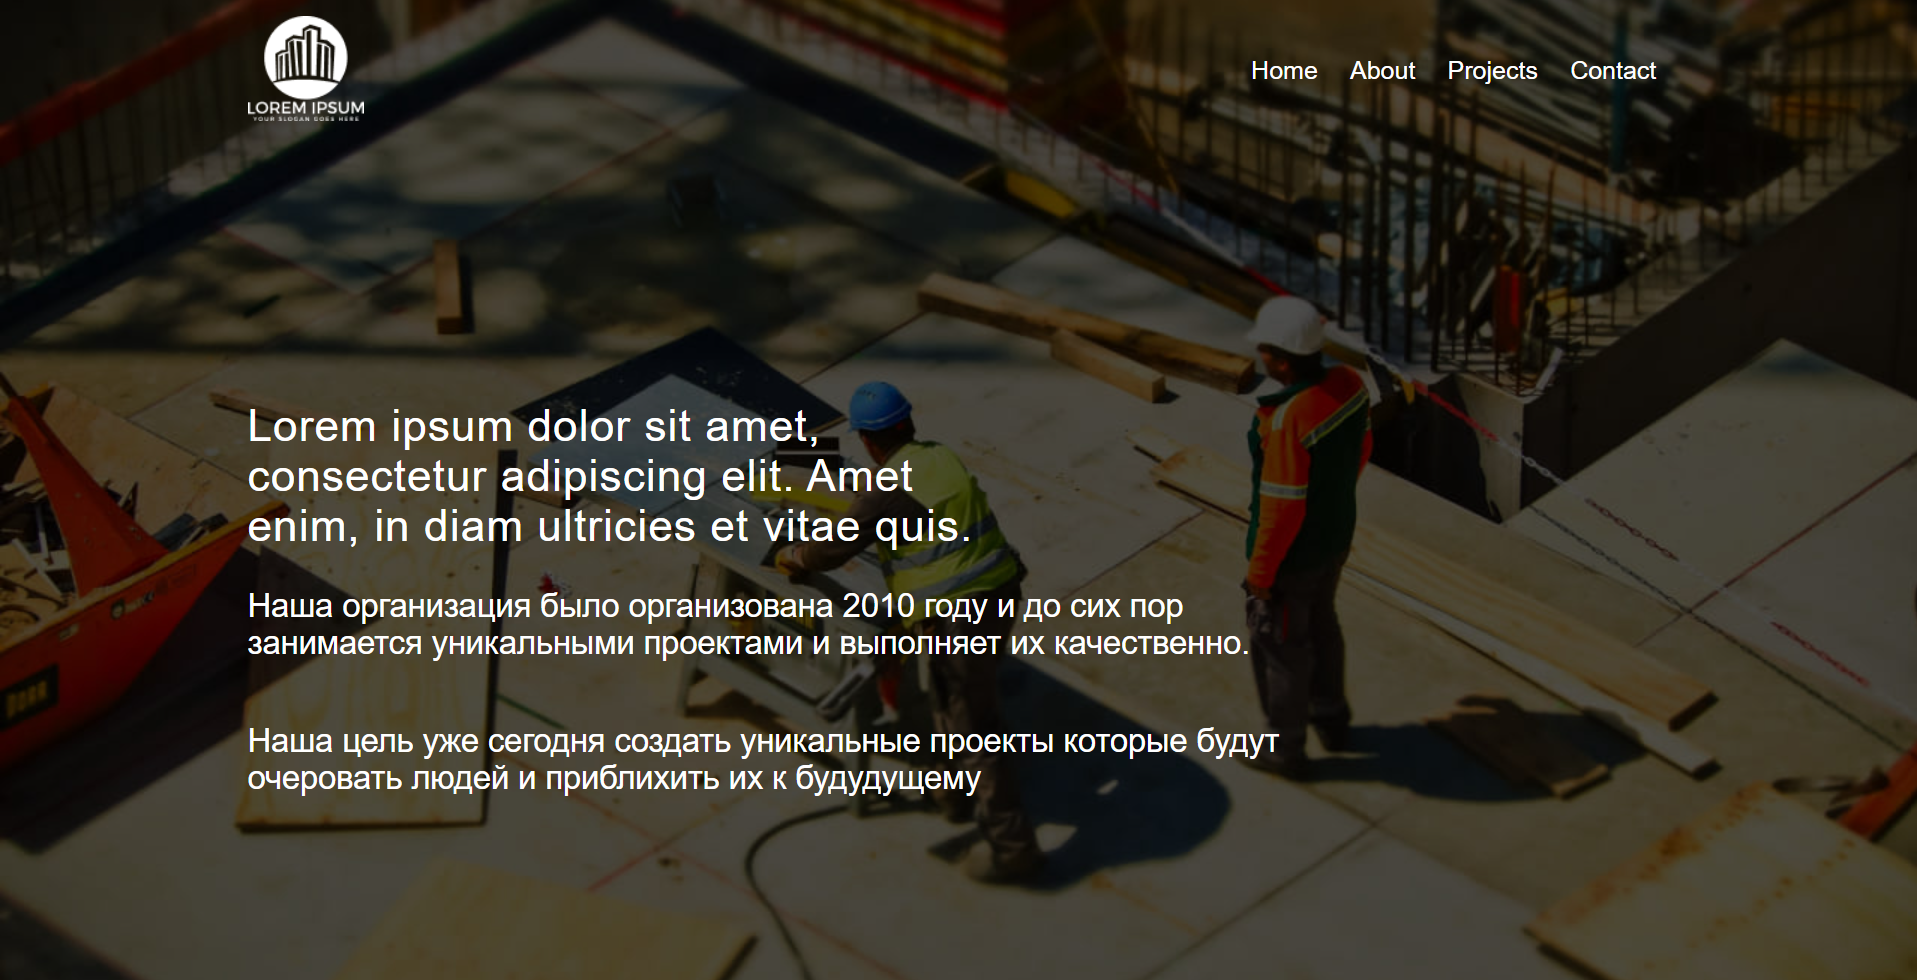 LOREM IPSUM
YOUR SLOGAN GOES HERE
Home About Projects Contact
Lorem ipsum dolor sit amet,
consectetur adipiscing elit. Amet
enim, in diam ultricies et vitae quis.
Наша организация было организована 2010 году и до сих пор
занимается уникальными проектами и выполняет их качественно.
Наша цель уже сегодня создать уникальные проекты которые будут
очеровать людей и приблихить их к бududущему